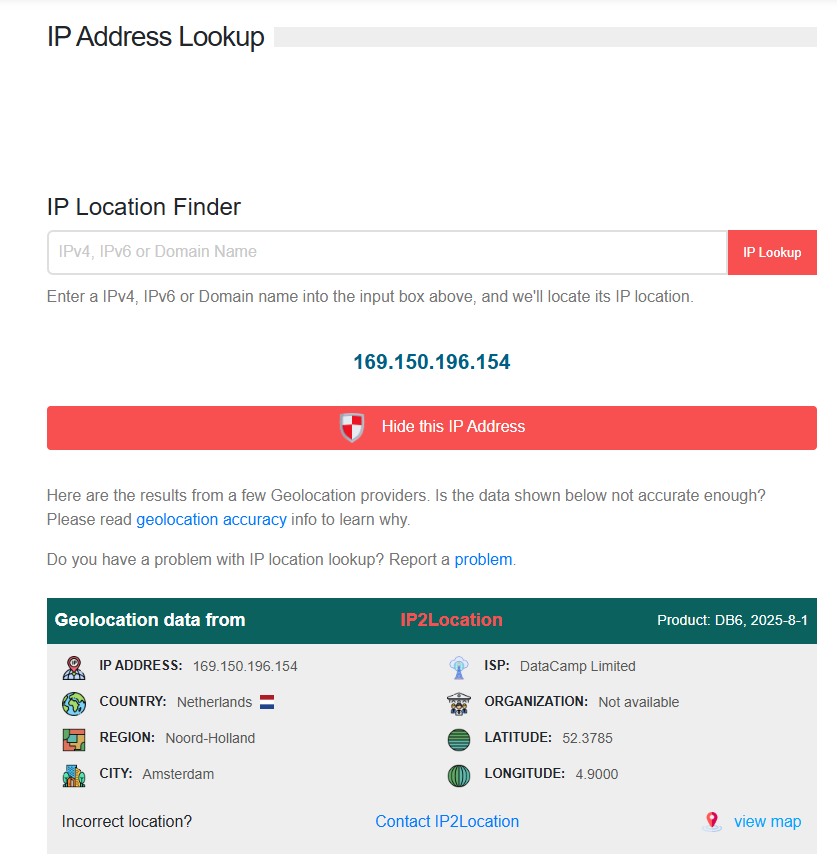 IP Address Lookup
IP Location Finder
IPv4, IPv6 or Domain Name
IP Lookup
Enter a IPv4, IPv6 or Domain name into the input box above, and we'll locate its IP location.
169.150.196.154
Hide this IP Address
Here are the results from a few Geolocation providers. Is the data shown below not accurate enough?
Please read geolocation accuracy info to learn why.
Do you have a problem with IP location lookup? Report a problem.
Geolocation data from IP2Location Product: DB6, 2025-8-1
IP ADDRESS: 169.150.196.154 ISP: DataCamp Limited
COUNTRY: Netherlands ORGANIZATION: Not available
REGION: Noord-Holland LATITUDE: 52.3785
CITY: Amsterdam LONGITUDE: 4.9000
Incorrect location? Contact IP2Location view map